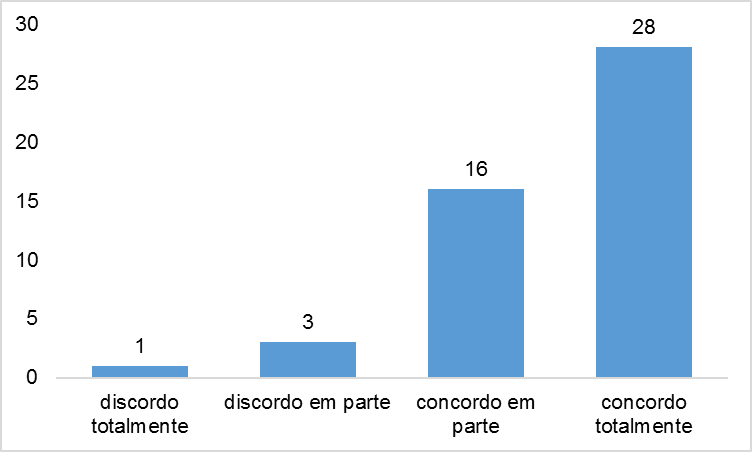 30
25
20
15
10
5
0
1
3
16
28
discordo
totalmente
discordo em parte
concordo em
parte
concordo
totalmente